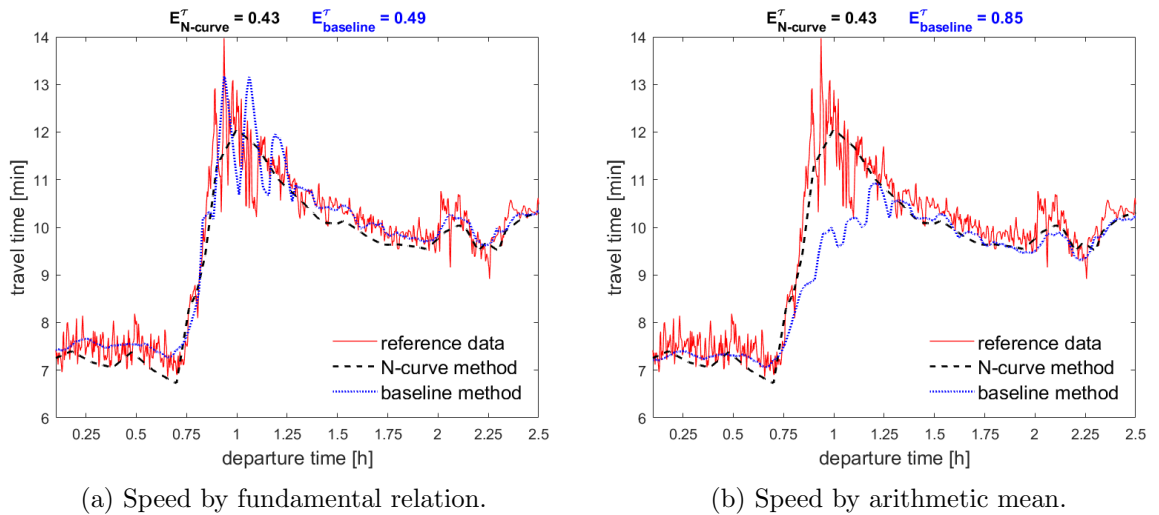 E^τ_N-curve = 0.43 E^τ_baseline = 0.49
14
13
12
11
10
9
8
7
6
travel time [min]
reference data
N-curve method
baseline method
0.25 0.5 0.75 1 1.25 1.5 1.75 2 2.25 2.5
departure time [h]
(a) Speed by fundamental relation.
E^τ_N-curve = 0.43 E^τ_baseline = 0.85
14
13
12
11
10
9
8
7
6
travel time [min]
reference data
N-curve method
baseline method
0.25 0.5 0.75 1 1.25 1.5 1.75 2 2.25 2.5
departure time [h]
(b) Speed by arithmetic mean.